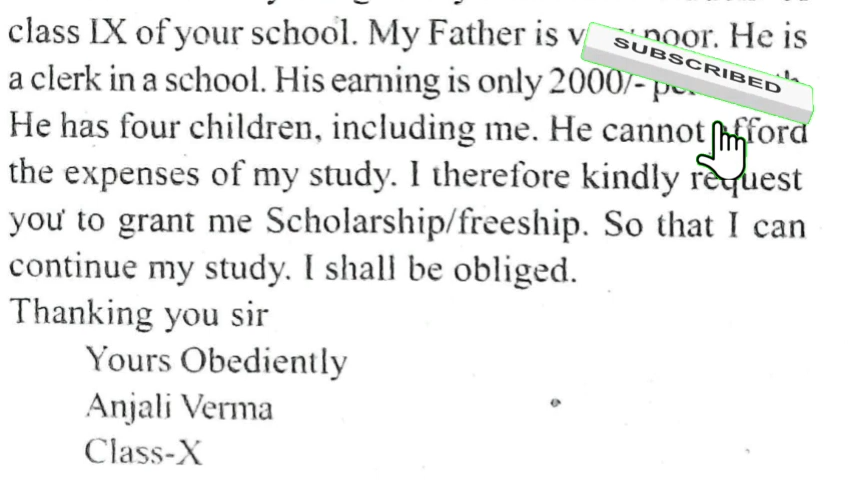 class IX of your school. My Father is poor. He is
SUBSCRIBED
a clerk in a school. His earning is only 2000/-
He has four children, including me. He cannot afford
the expenses of my study. I therefore kindly request
you to grant me Scholarship/freeship. So that I can
continue my study. I shall be obliged.
Thanking you sir
Yours Obediently
Anjali Verma
Class-X